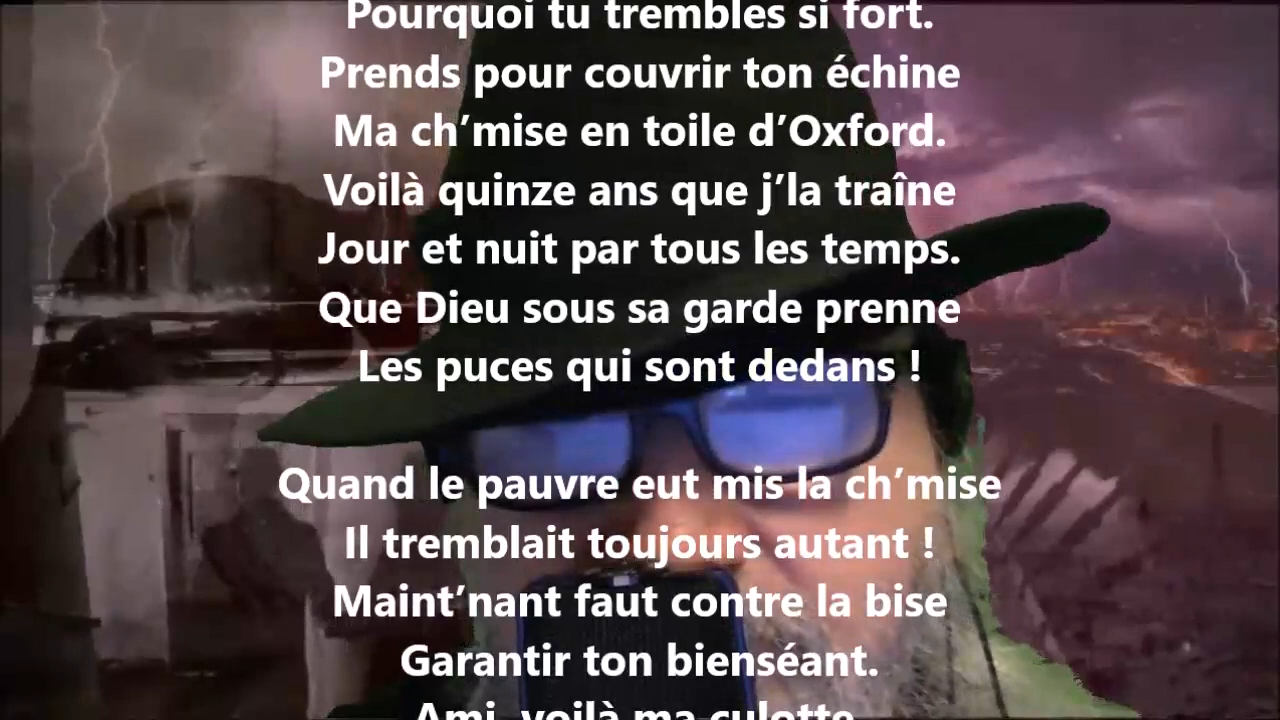 Pourquoi tu trembles si fort.
Prends pour couvrir ton échine
Ma ch’mise en toile d’Oxford.
Voilà quinze ans que j’la traîne
Jour et nuit par tous les temps.
Que Dieu sous sa garde prenne
Les puces qui sont dedans !
Quand le pauvre eut mis la ch’mise
Il tremblait toujours autant !
Maint’nant faut contre la bise
Garantir ton bienséant.
Ami, voilà ma culotte